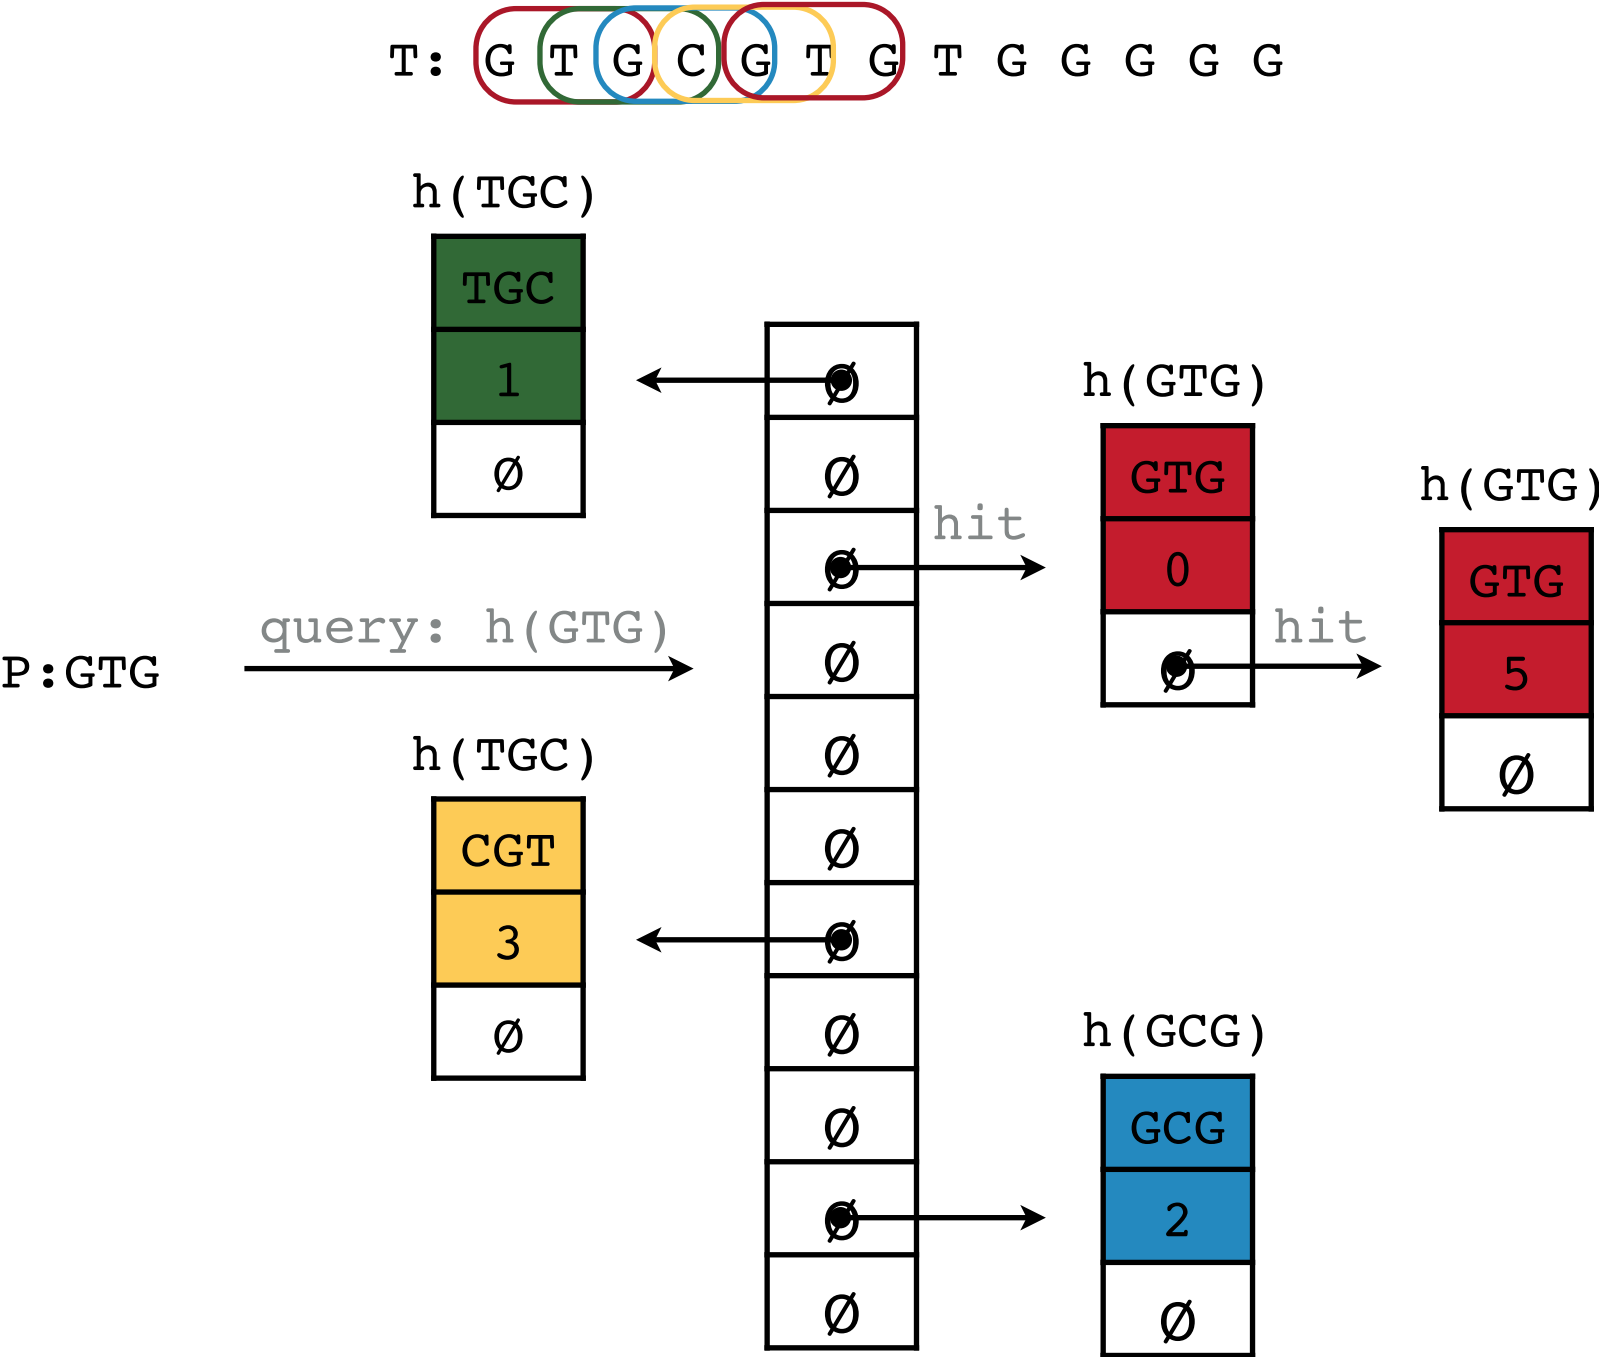 T: G T G C G T G T G G G G G
h(TGC)
TGC
1
Ø
P:GTG
query: h(GTG)
h(TGC)
CGT
3
Ø
Ø
Ø
Ø
Ø
Ø
Ø
Ø
Ø
Ø
Ø
Ø
hit
h(GTG)
GTG
0
Ø
hit
h(GTG)
GTG
5
Ø
h(GCG)
GCG
2
Ø